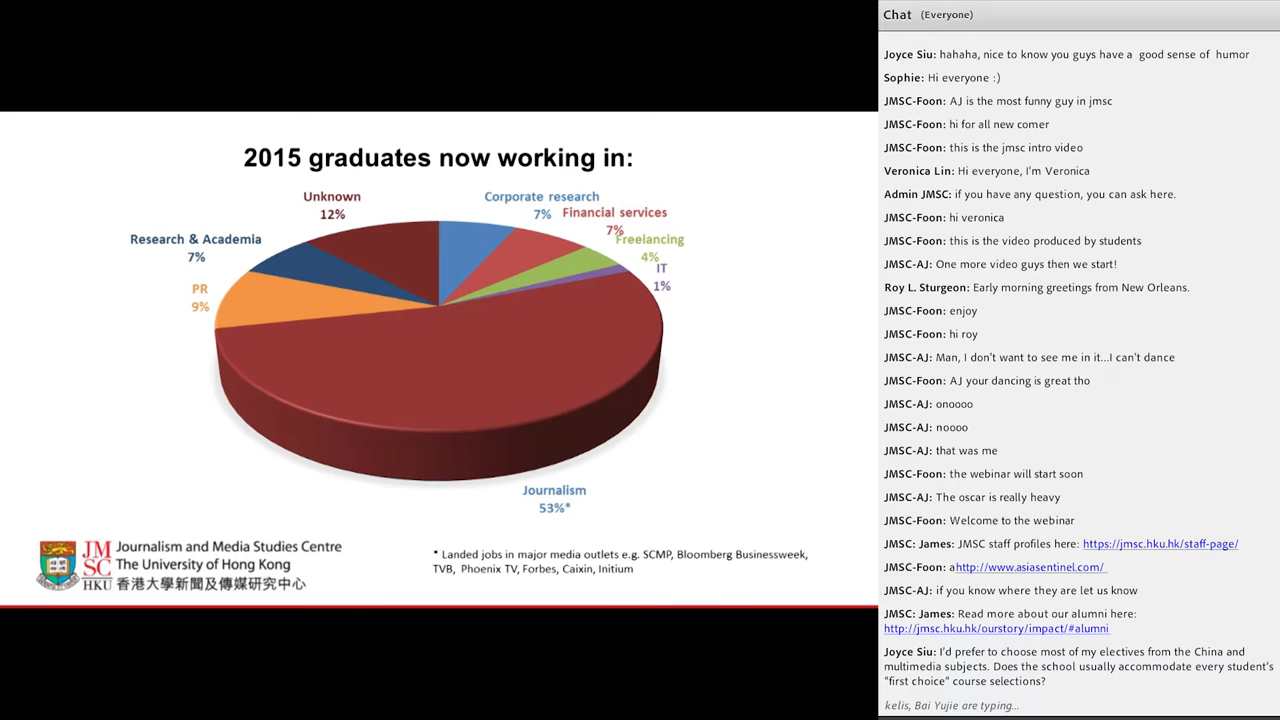 2015 graduates now working in:
Unknown
12%
Corporate research
7%
Financial services
7%
Freelancing
4%
IT
1%
Research & Academia
7%
PR
9%
Journalism
53%*
JM
SC
HKU
Journalism and Media Studies Centre
The University of Hong Kong
香港大學新聞及傳媒研究中心
* Landed jobs in major media outlets e.g. SCMP, Bloomberg Businessweek,
TVB, Phoenix TV, Forbes, Caixin, Initium
Chat (Everyone)
Joyce Siu: hahaha, nice to know you guys have a good sense of humor
Sophie: Hi everyone :)
JMSC-Foon: AJ is the most funny guy in jmsc
JMSC-Foon: hi for all new comer
JMSC-Foon: this is the jmsc intro video
Veronica Lin: Hi everyone, I'm Veronica
Admin JMSC: if you have any question, you can ask here.
JMSC-Foon: hi veronica
JMSC-Foon: this is the video produced by students
JMSC-AJ: One more video guys then we start!
Roy L. Sturgeon: Early morning greetings from New Orleans.
JMSC-Foon: enjoy
JMSC-Foon: hi roy
JMSC-AJ: Man, I don't want to see me in it...I can't dance
JMSC-Foon: AJ your dancing is great tho
JMSC-AJ: onoooo
JMSC-AJ: noooo
JMSC-AJ: that was me
JMSC-Foon: the webinar will start soon
JMSC-AJ: The oscar is really heavy
JMSC-Foon: Welcome to the webinar
JMSC: James: JMSC staff profiles here: https://jmsc.hku.hk/staff-page/
JMSC-Foon: ahttp://www.asiasentinel.com/
JMSC-AJ: if you know where they are let us know
JMSC: James: Read more about our alumni here:
http://jmsc.hku.hk/ourstory/impact/#alumni
Joyce Siu: I'd prefer to choose most of my electives from the China and
multimedia subjects. Does the school usually accommodate every student's
"first choice" course selections?
kelis, Bai Yujie are typing...